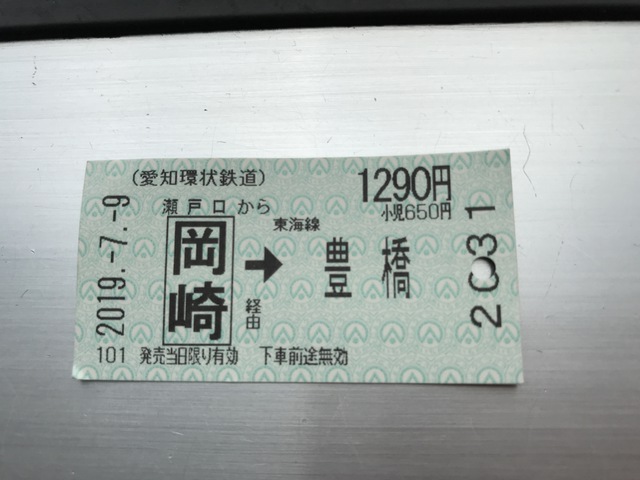 (愛知環状鉄道)
1290円
瀬戸口から
小児650円
2019.-7.-9
岡崎
経由
→
東海線
豊橋
2031
101 発売当日限り有効 下車前途無効